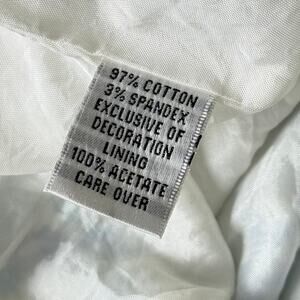 97% COTTON
3% SPANDEX
EXCLUSIVE OF
DECORATION
LINING
100% ACETATE
CARE OVER